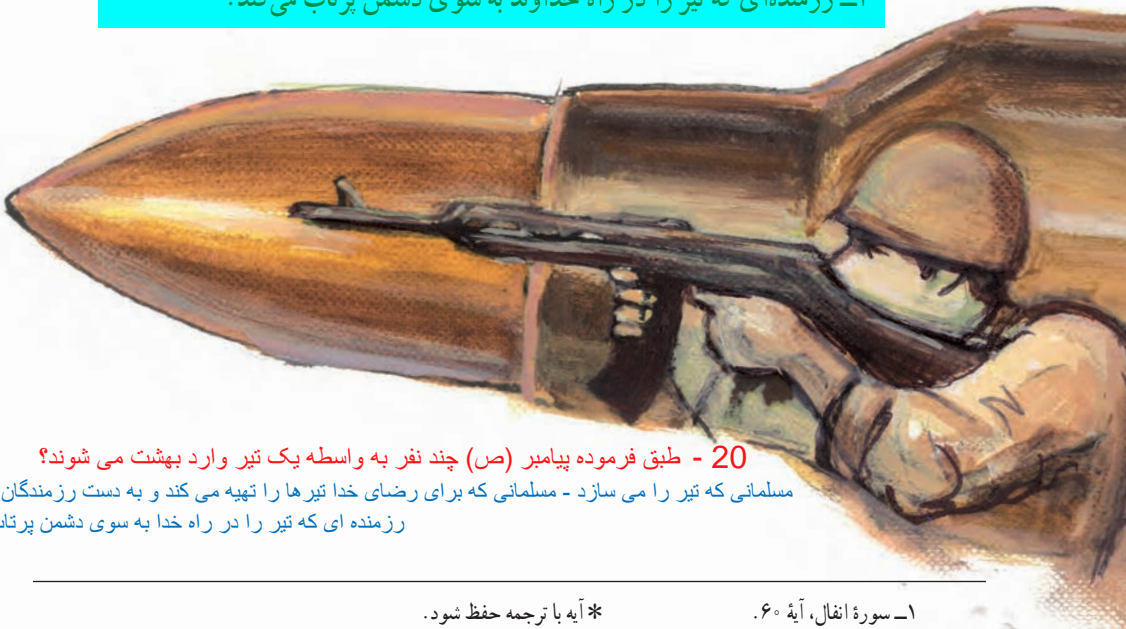 رزمنده‌ای که تیر را در راه خداوند به سوی دشمن پرتاب می‌کند.
20 - طبق فرموده پیامبر (ص) چند نفر به واسطه یک تیر وارد بهشت می شوند؟
مسلمانی که تیر را می سازد - مسلمانی که برای رضای خدا تیرها را تهیه می کند و به دست رزمندگان
رزمنده ای که تیر را در راه خدا به سوی دشمن
۱ــ سورهٔ انفال، آیهٔ ۶۰.
* آیه با ترجمه حفظ شود.